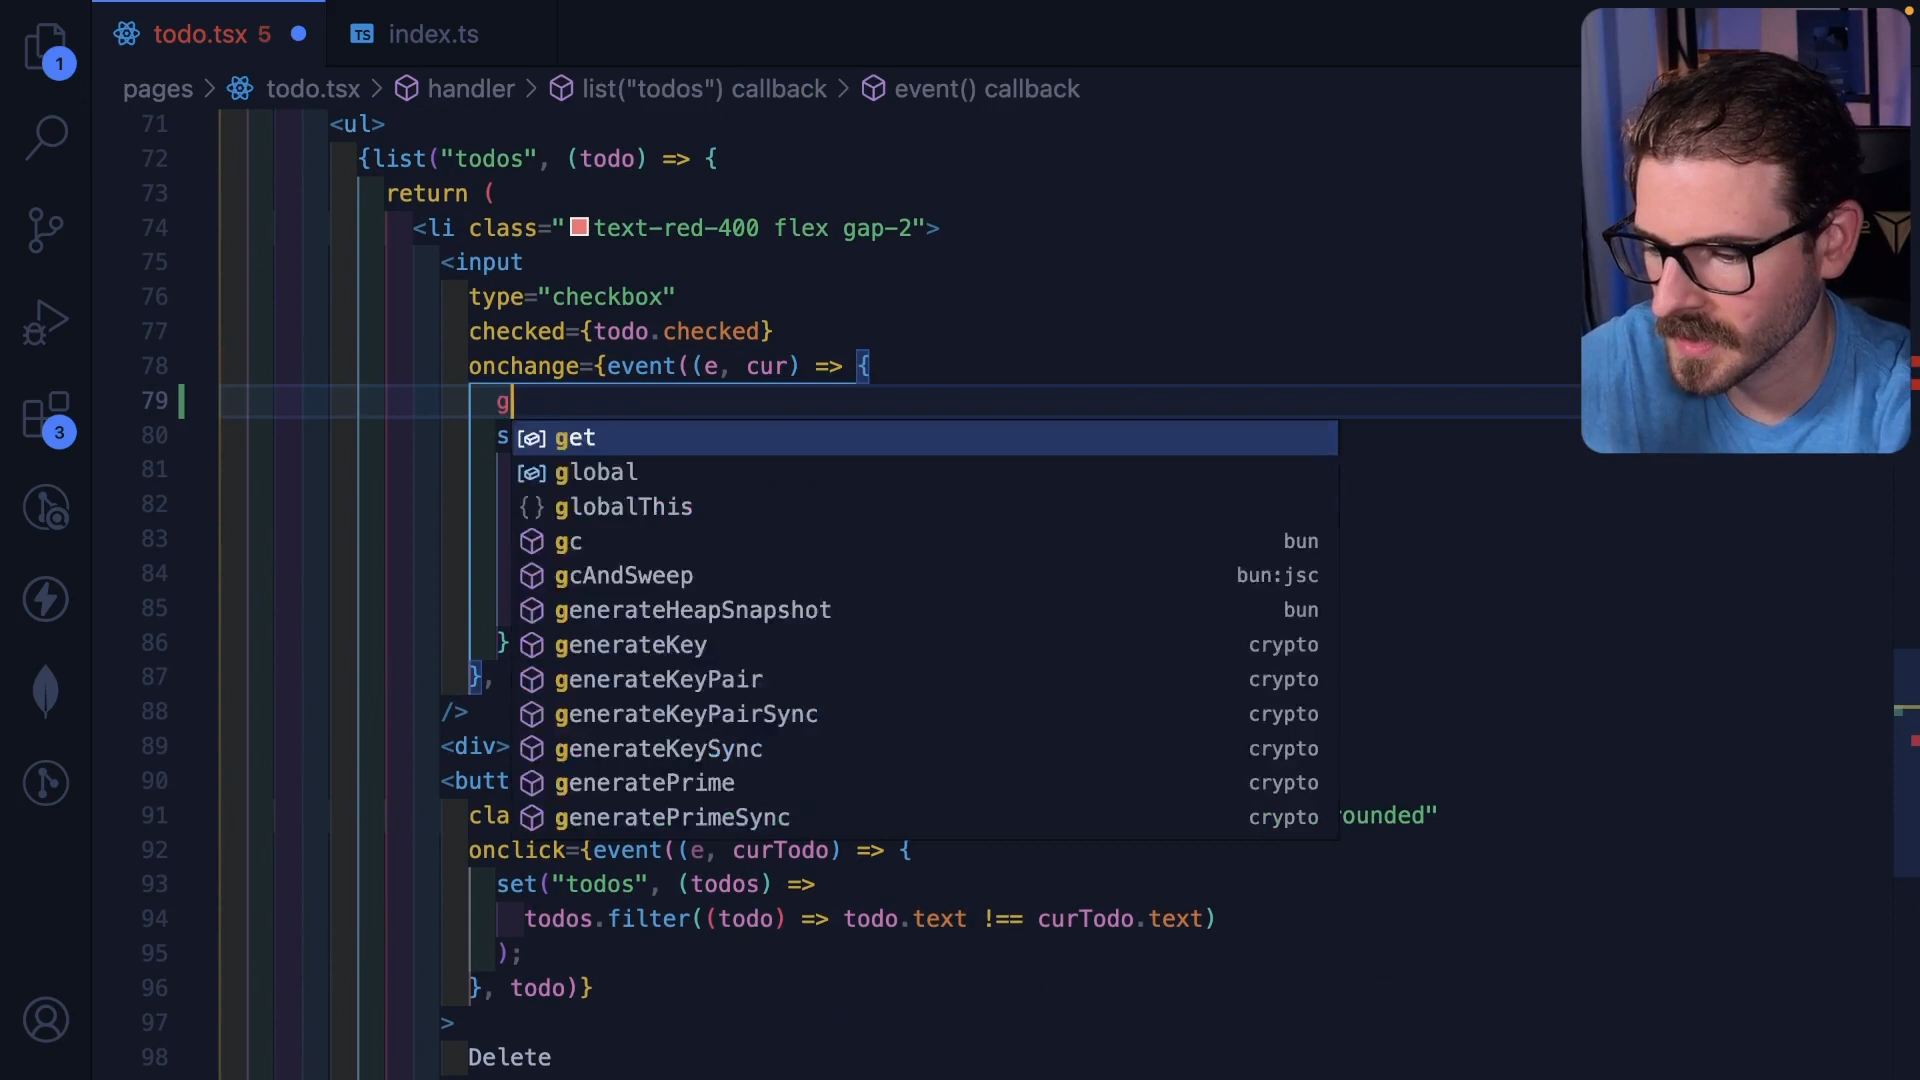 todo.tsx 5
TS index.ts
pages > todo.tsx > handler > list("todos") callback > event() callback
71 <ul>
72 {list("todos", (todo) => {
73 return (
74 <li class="text-red-400 flex gap-2">
75 <input
76 type="checkbox"
77 checked={todo.checked}
78 onchange={event((e, cur) => {
79 g
80 s
81
82
83
84
85
86 }
87 },
88 />
89 <div>
90 <butt
91 cla ounded"
92 onclick={event((e, curTodo) => {
93 set("todos", (todos) =>
94 todos.filter((todo) => todo.text !== curTodo.text)
95 );
96 }, todo)}
97 >
98 Delete
get
global
globalThis
gc bun
gcAndSweep bun:jsc
generateHeapSnapshot bun
generateKey crypto
generateKeyPair crypto
generateKeyPairSync crypto
generateKeySync crypto
generatePrime crypto
generatePrimeSync crypto
1
3